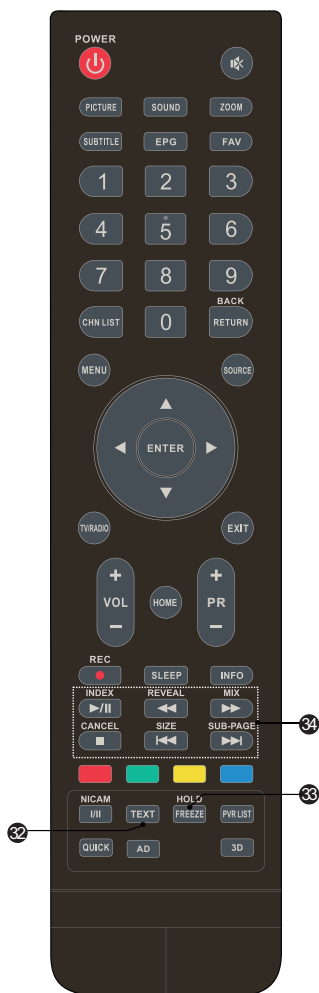 POWER
PICTURE SOUND ZOOM
SUBTITLE EPG FAV
1 2 3
4 5 6
7 8 9
BACK
CHN LIST 0 RETURN
MENU SOURCE
ENTER
TV/RADIO EXIT
+ +
VOL HOME PR
− −
REC
SLEEP INFO
INDEX REVEAL MIX
CANCEL SIZE SUB-PAGE
34
33
NICAM HOLD
I/II TEXT FREEZE PVR LIST
32
QUICK AD 3D